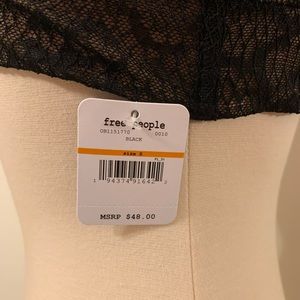 free people
OB1151770 0010
BLACK
size S
1 94374 91642 3
MSRP $48.00